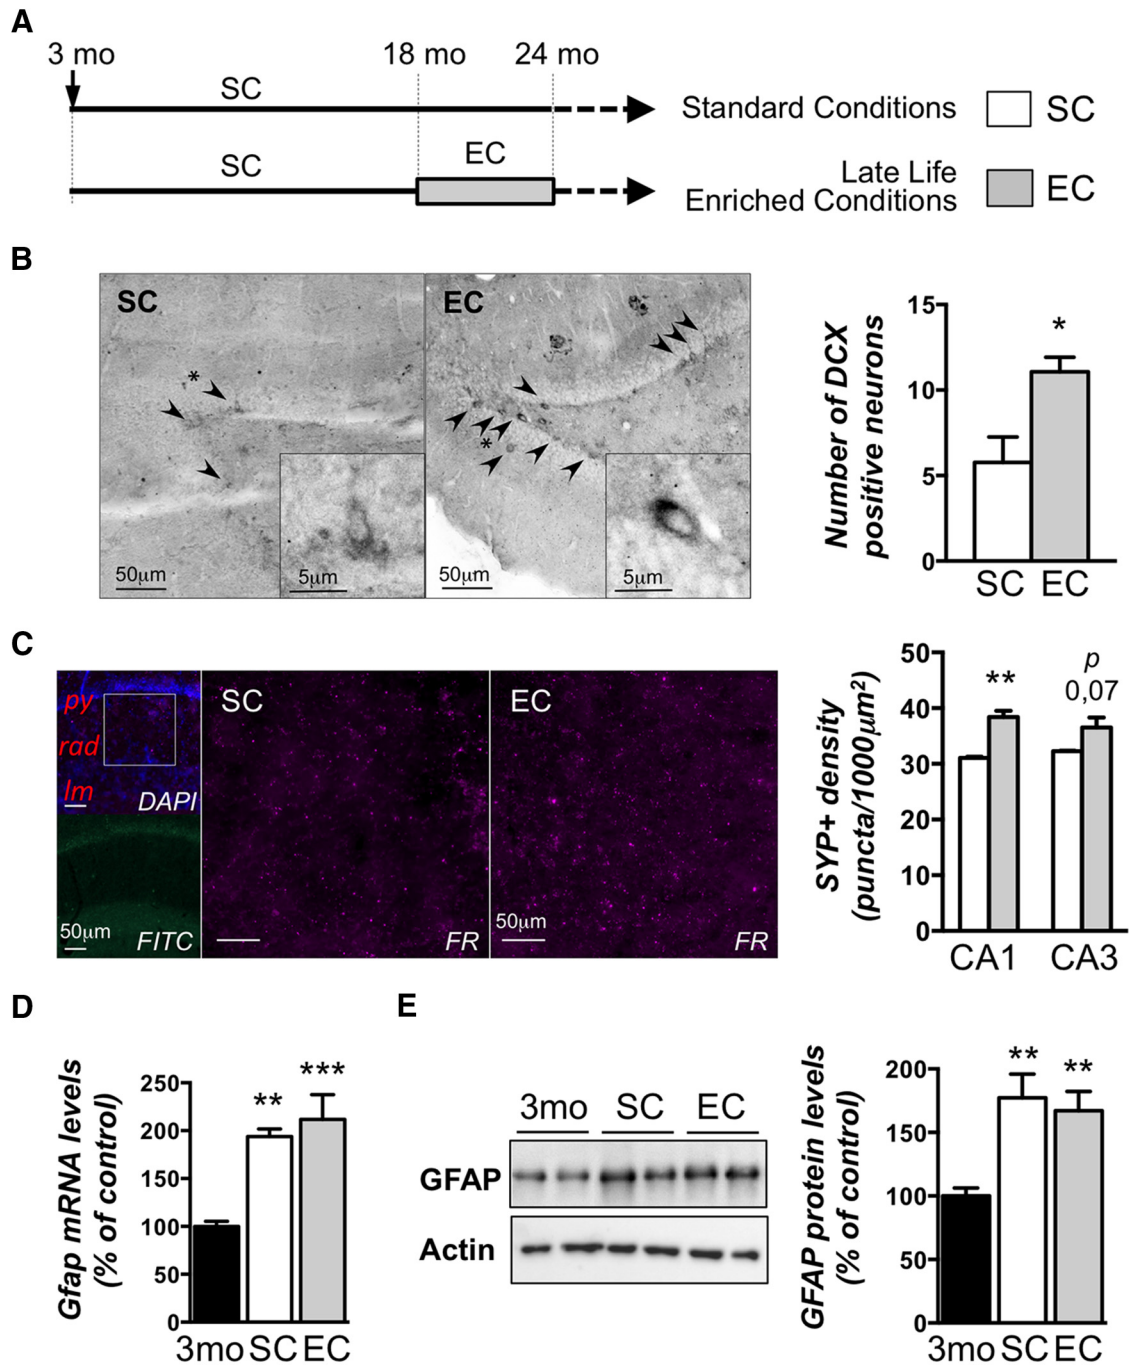 A
3 mo 18 mo 24 mo
SC
Standard Conditions SC
SC EC
Late Life
Enriched Conditions EC
B
SC
*
50µm
5µm
EC
*
50µm
5µm
Number of DCX
positive neurons
15
10
5
0
*
SC EC
C
py
rad
lm
DAPI
50µm
FITC
SC
FR
EC
50µm
FR
SYP+ density
(puncta/1000µm²)
50
40
30
20
10
0
**
p
0,07
CA1 CA3
D
Gfap mRNA levels
(% of control)
250
200
150
100
50
0
**
***
3mo SC EC
E
3mo SC EC
GFAP
Actin
GFAP protein levels
(% of control)
200
150
100
50
0
**
**
3mo SC EC